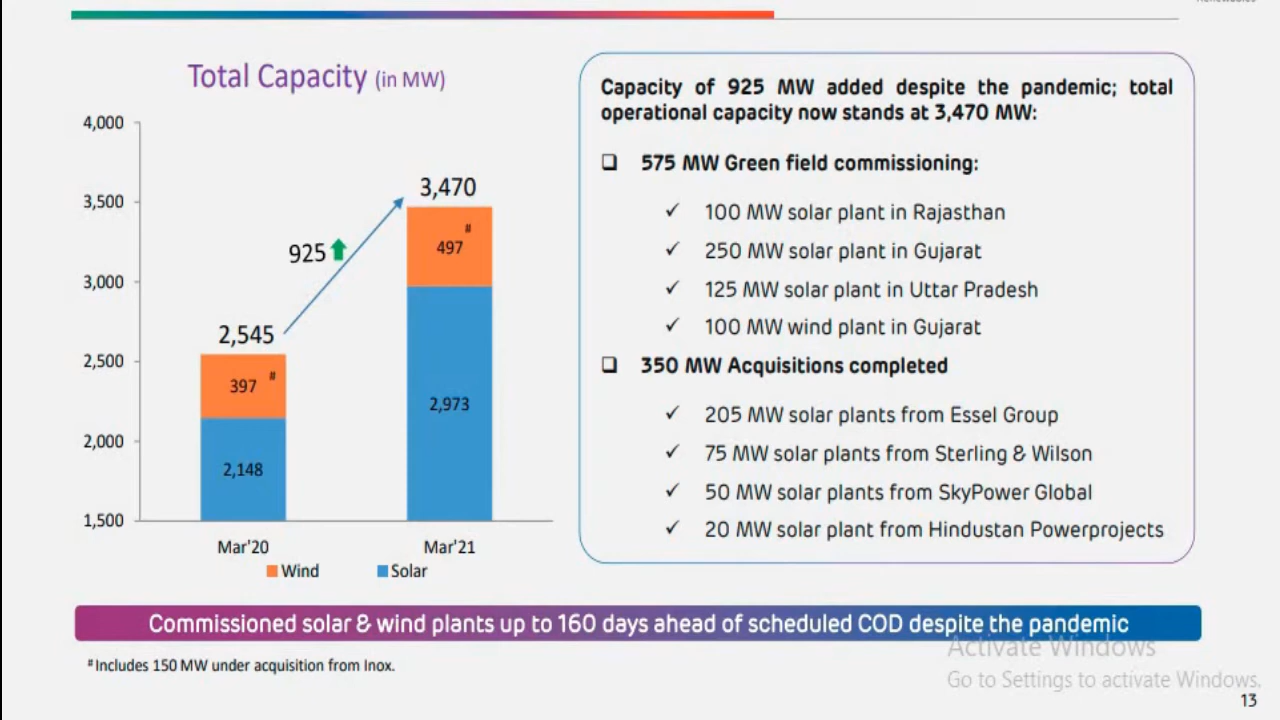 Total Capacity (in MW)
4,000
3,500
3,000
2,500
2,000
1,500
2,545
397 #
2,148
925
3,470
#
497
2,973
Mar'20
Mar'21
Wind
Solar
Capacity of 925 MW added despite the pandemic; total
operational capacity now stands at 3,470 MW:
575 MW Green field commissioning:
100 MW solar plant in Rajasthan
250 MW solar plant in Gujarat
125 MW solar plant in Uttar Pradesh
100 MW wind plant in Gujarat
350 MW Acquisitions completed
205 MW solar plants from Essel Group
75 MW solar plants from Sterling & Wilson
50 MW solar plants from SkyPower Global
20 MW solar plant from Hindustan Powerprojects
Commissioned solar & wind plants up to 160 days ahead of scheduled COD despite the pandemic
# Includes 150 MW under acquisition from Inox.
Activate Windows
Go to Settings to activate Windows.
13